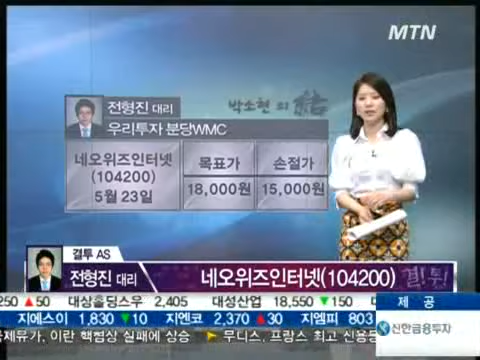 MTN
박소현 의 結
전형진 대리
우리투자 분당WMC
네오위즈인터넷
(104200)
5월 23일
목표가 손절가
18,000원 15,000원
결투 AS
전형진 대리
네오위즈인터넷(104200)
결투
250 ▲50 대상홀딩스우 2,405 대성산업 18,550 ▼150
제 공
지에스이 1,830 ▼10 지엔코 2,370 ▲30 지엠피 803
신한금융투자
국제유가, 이란 핵협상 실패에 상승 ▶ 무디스, 프랑스 최고 신용등